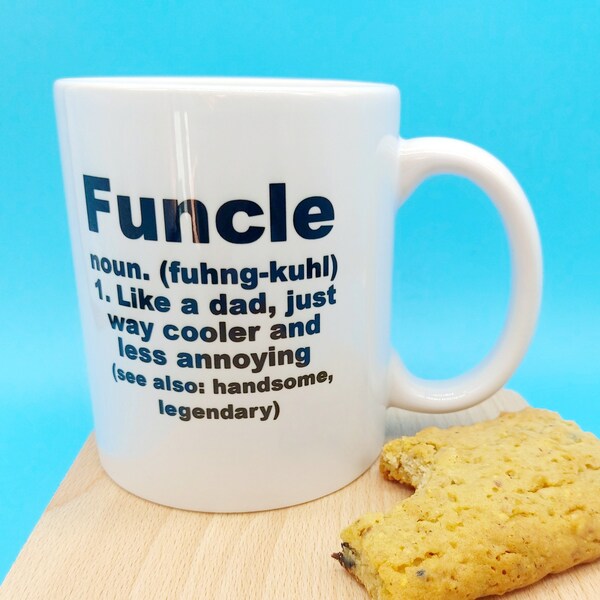 Funcle
noun. (fuhng-kuhl)
1. Like a dad, just
way cooler and
less annoying
(see also: handsome,
legendary)